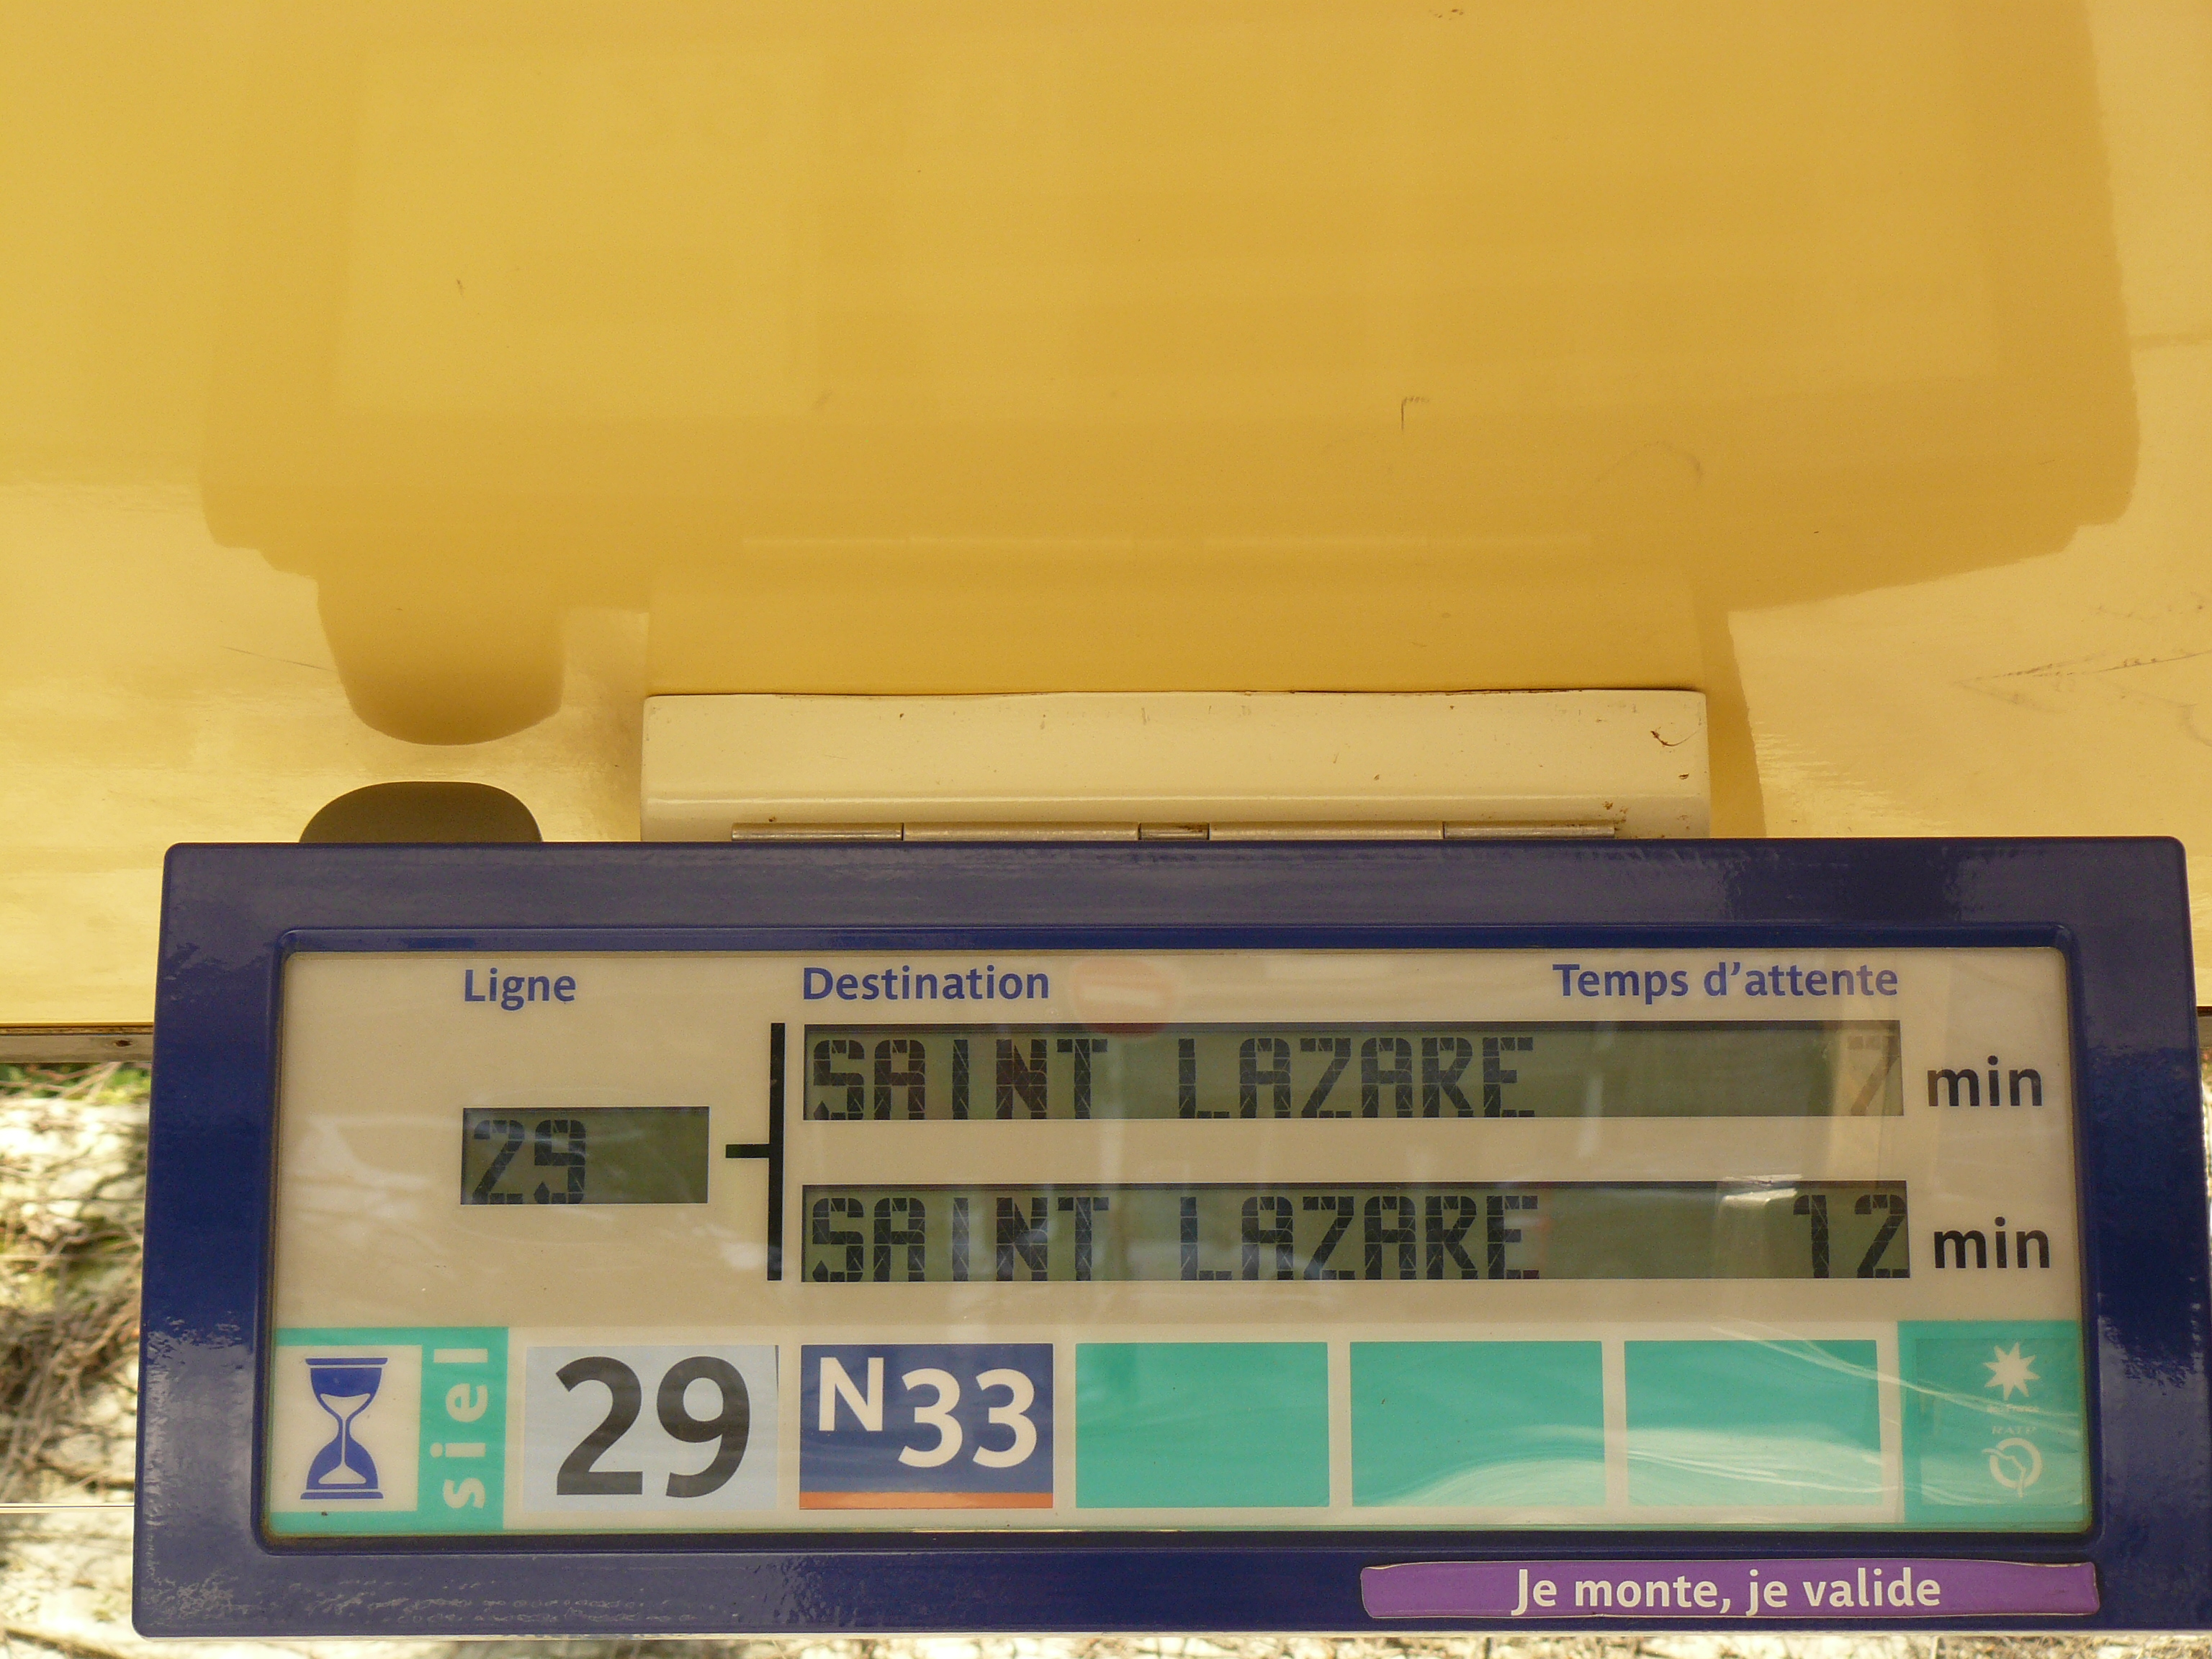 Ligne Destination Temps d'attente
SAINT LAZARE 7 min
29
SAINT LAZARE 12 min
siel 29 N33
RATP
Je monte, je valide